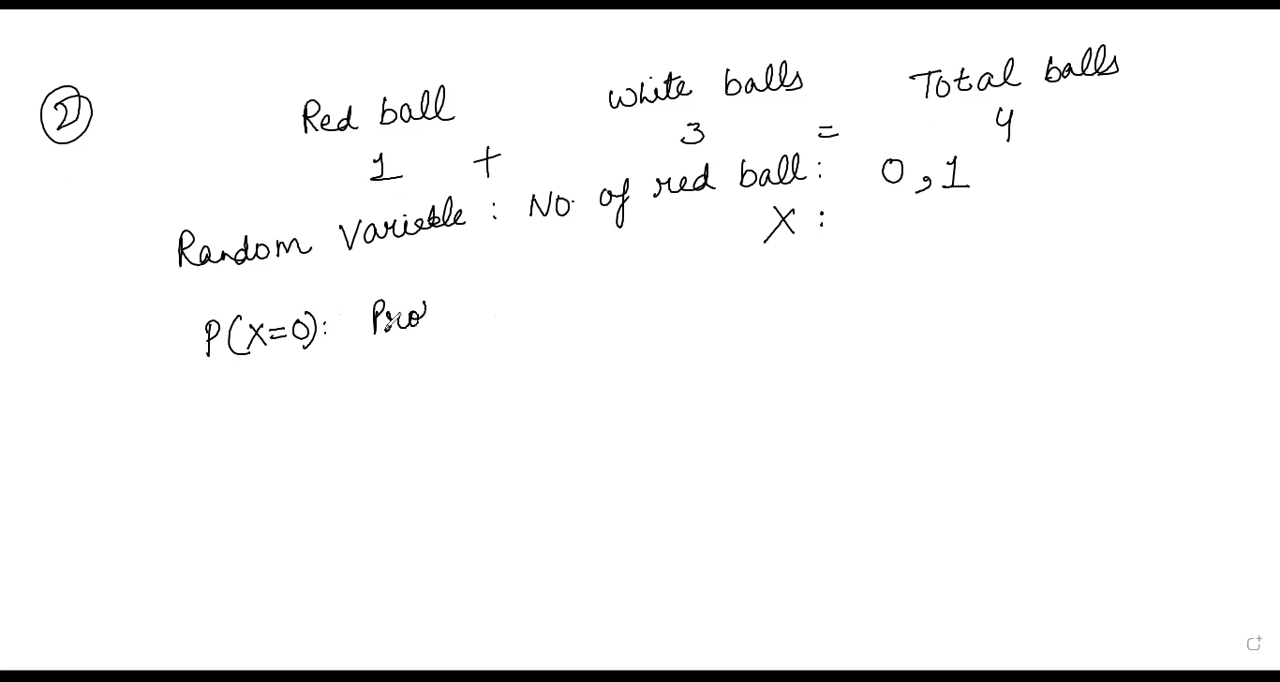 ②
Red ball White balls Total balls
1 + 3 = 4
Random Variable : No. of red ball : 0, 1
X :
P(X=0): Pro